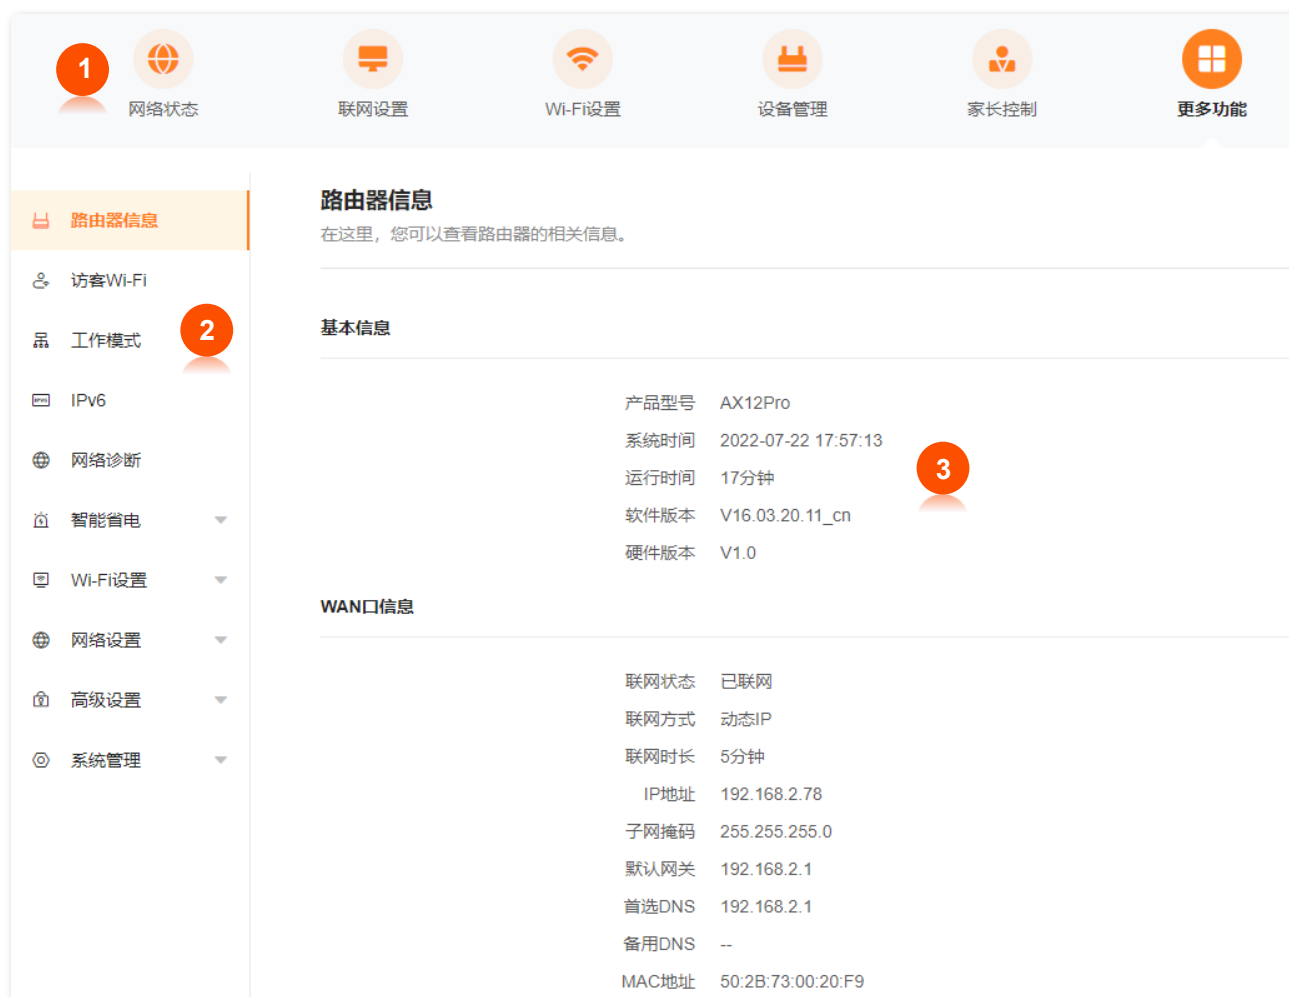 1
网络状态
联网设置
Wi-Fi设置
设备管理
家长控制
更多功能
路由器信息
访客Wi-Fi
工作模式
2
IPv6
网络诊断
智能省电
Wi-Fi设置
网络设置
高级设置
系统管理
路由器信息
在这里，您可以查看路由器的相关信息。
基本信息
产品型号 AX12Pro
系统时间 2022-07-22 17:57:13
3
运行时间 17分钟
软件版本 V16.03.20.11_cn
硬件版本 V1.0
WAN口信息
联网状态 已联网
联网方式 动态IP
联网时长 5分钟
IP地址 192.168.2.78
子网掩码 255.255.255.0
默认网关 192.168.2.1
首选DNS 192.168.2.1
备用DNS --
MAC地址 50:2B:73:00:20:F9